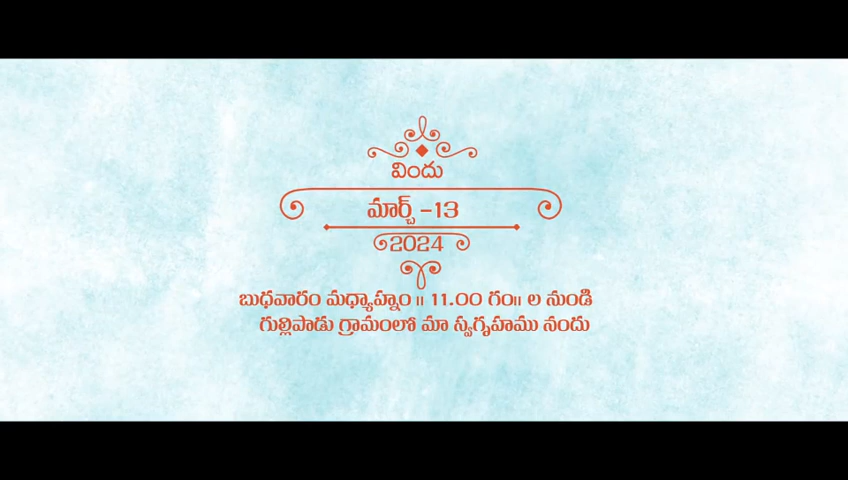 విందు
మార్చ్ -13
2024
బుధవారం మధ్యాహ్నం ॥ 11.00 గం॥ ల నుండి
గుల్లిపాడు గ్రామంలో మా స్వగృహము నందు